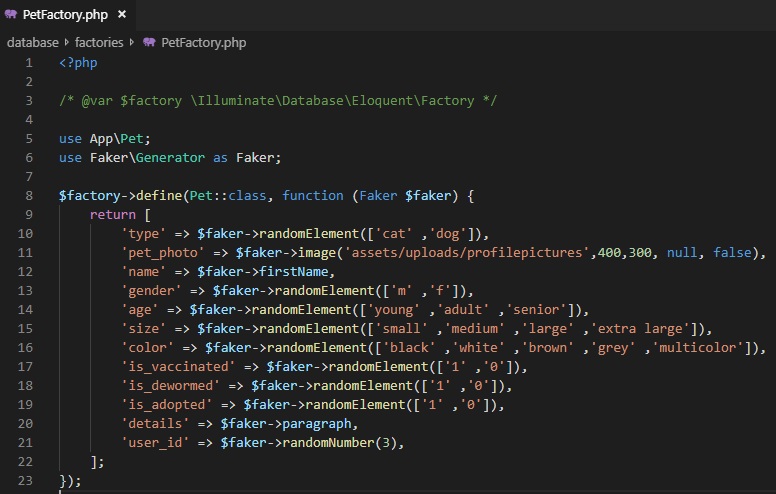 PetFactory.php ×
database › factories › PetFactory.php
1 <?php
2
3 /* @var $factory \Illuminate\Database\Eloquent\Factory */
4
5 use App\Pet;
6 use Faker\Generator as Faker;
7
8 $factory->define(Pet::class, function (Faker $faker) {
9     return [
10         'type' => $faker->randomElement(['cat' ,'dog']),
11         'pet_photo' => $faker->image('assets/uploads/profilepictures',400,300, null, false),
12         'name' => $faker->firstName,
13         'gender' => $faker->randomElement(['m' ,'f']),
14         'age' => $faker->randomElement(['young' ,'adult' ,'senior']),
15         'size' => $faker->randomElement(['small' ,'medium' ,'large' ,'extra large']),
16         'color' => $faker->randomElement(['black' ,'white' ,'brown' ,'grey' ,'multicolor']),
17         'is_vaccinated' => $faker->randomElement(['1' ,'0']),
18         'is_dewormed' => $faker->randomElement(['1' ,'0']),
19         'is_adopted' => $faker->randomElement(['1' ,'0']),
20         'details' => $faker->paragraph,
21         'user_id' => $faker->randomNumber(3),
22     ];
23 });